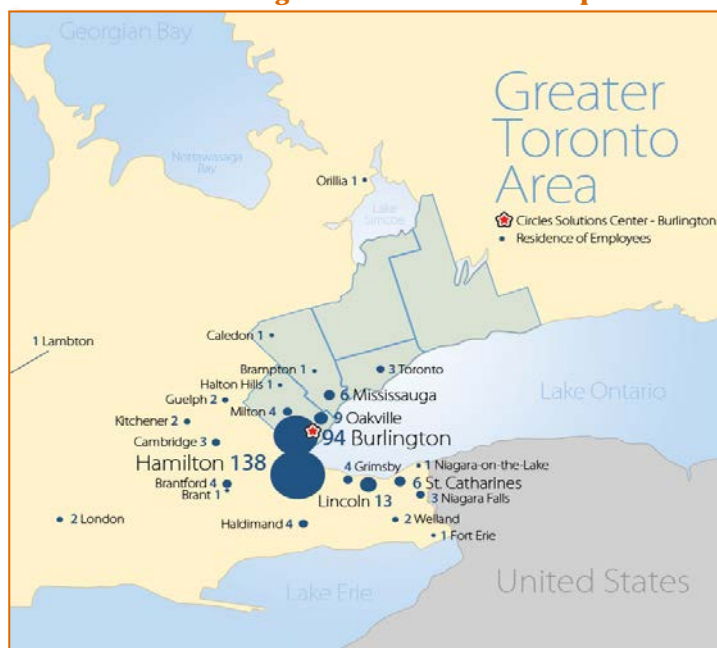 Georgian Bay
Nottawasaga
Bay
Orillia 1
Lake
Simcoe
Greater
Toronto
Area
Circles Solutions Center - Burlington
Residence of Employees
1 Lambton
Caledon 1
Brampton 1
3 Toronto
Halton Hills 1
6 Mississauga
Lake Ontario
Guelph 2
Milton 4
9 Oakville
Kitchener 2
94 Burlington
Cambridge 3
Hamilton 138
4 Grimsby
1 Niagara-on-the-Lake
Brantford 4
6 St. Catharines
Brant 1
Lincoln 13
3 Niagara Falls
2 London
Haldimand 4
2 Welland
1 Fort Erie
Lake Erie
United States